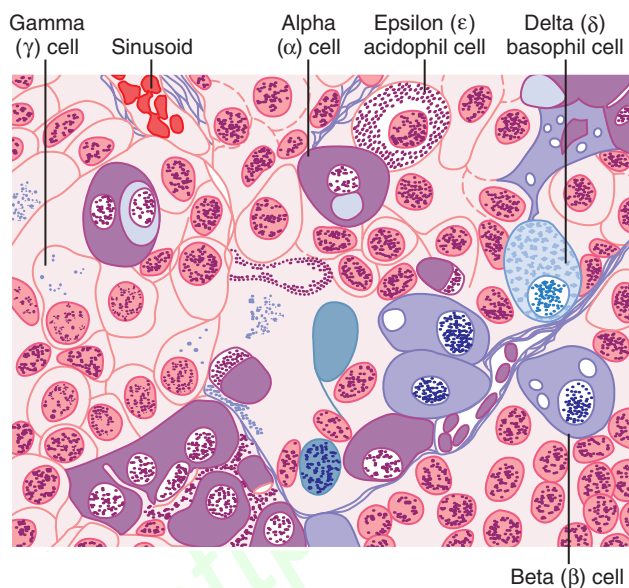 Gamma
(γ) cell
Sinusoid
Alpha
(α) cell
Epsilon (ε)
acidophil cell
Delta (δ)
basophil cell
Beta (β) cell